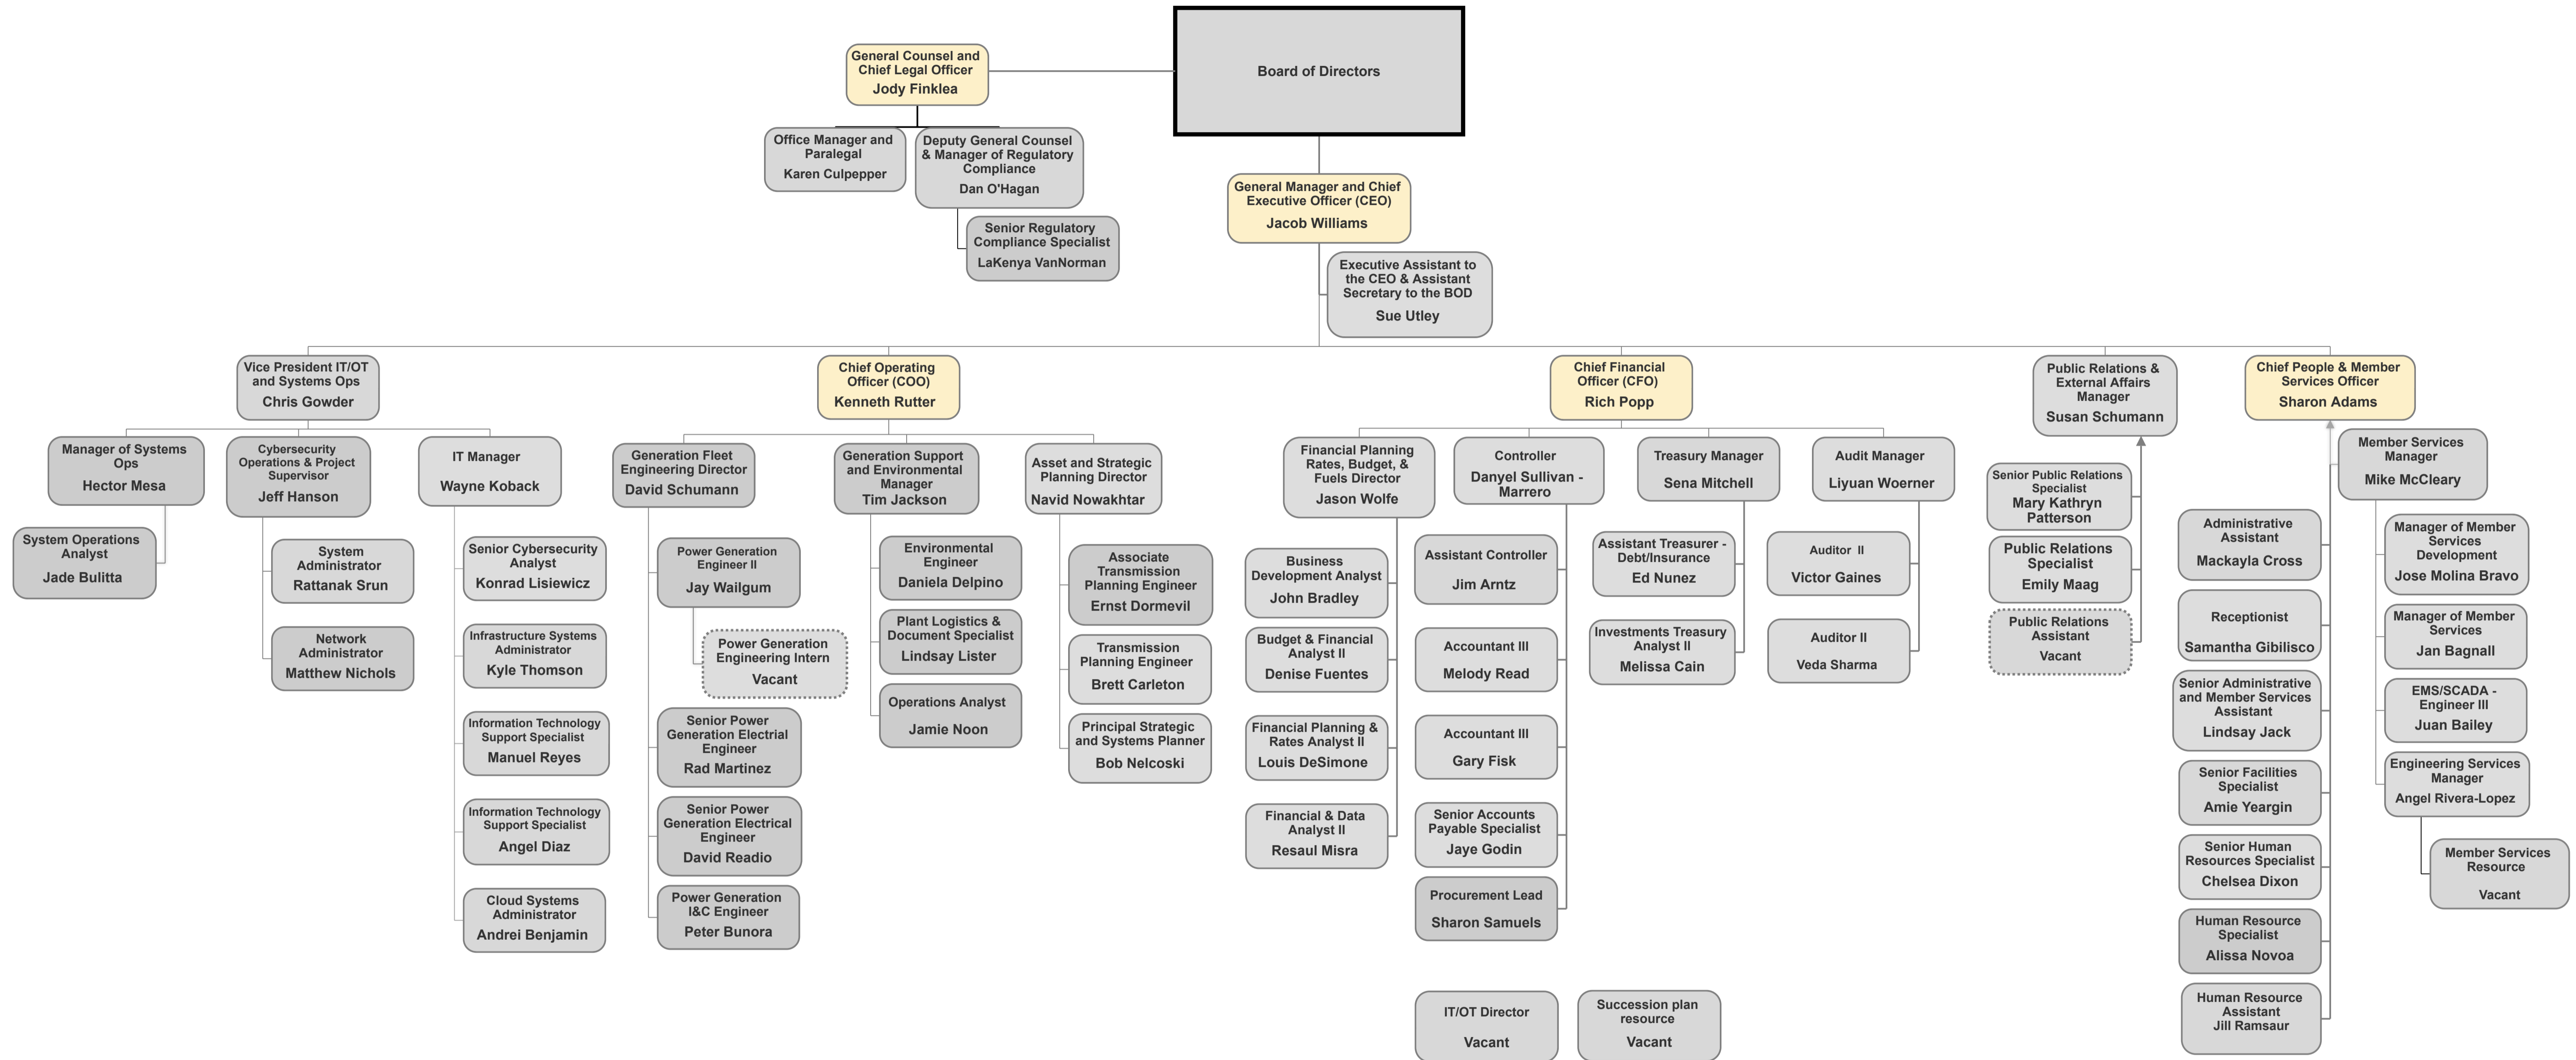 Board of Directors
General Counsel and
Chief Legal Officer
Jody Finklea
Office Manager and
Paralegal
Karen Culpepper
Deputy General Counsel
& Manager of Regulatory
Compliance
Dan O'Hagan
Senior Regulatory
Compliance Specialist
LaKenya VanNorman
General Manager and Chief
Executive Officer (CEO)
Jacob Williams
Executive Assistant to
the CEO & Assistant
Secretary to the BOD
Sue Utley
Vice President IT/OT
and Systems Ops
Chris Gowder
Manager of Systems
Ops
Hector Mesa
System Operations
Analyst
Jade Bulitta
Cybersecurity
Operations & Project
Supervisor
Jeff Hanson
System
Administrator
Rattanak Srun
Network
Administrator
Matthew Nichols
IT Manager
Wayne Koback
Senior Cybersecurity
Analyst
Konrad Lisiewicz
Infrastructure Systems
Administrator
Kyle Thomson
Information Technology
Support Specialist
Manuel Reyes
Information Technology
Support Specialist
Angel Diaz
Cloud Systems
Administrator
Andrei Benjamin
Chief Operating
Officer (COO)
Kenneth Rutter
Generation Fleet
Engineering Director
David Schumann
Power Generation
Engineer II
Jay Wailgum
Power Generation
Engineering Intern
Vacant
Senior Power
Generation Electrial
Engineer
Rad Martinez
Senior Power
Generation Electrical
Engineer
David Readio
Power Generation
I&C Engineer
Peter Bunora
Generation Support
and Environmental
Manager
Tim Jackson
Environmental
Engineer
Daniela Delpino
Plant Logistics &
Document Specialist
Lindsay Lister
Operations Analyst
Jamie Noon
Asset and Strategic
Planning Director
Navid Nowakhtar
Associate
Transmission
Planning Engineer
Ernst Dormevil
Transmission
Planning Engineer
Brett Carleton
Principal Strategic
and Systems Planner
Bob Nelcoski
Chief Financial
Officer (CFO)
Rich Popp
Financial Planning
Rates, Budget, &
Fuels Director
Jason Wolfe
Business
Development Analyst
John Bradley
Budget & Financial
Analyst II
Denise Fuentes
Financial Planning &
Rates Analyst II
Louis DeSimone
Financial & Data
Analyst II
Resaul Misra
Controller
Danyel Sullivan -
Marrero
Assistant Controller
Jim Arntz
Accountant III
Melody Read
Accountant III
Gary Fisk
Senior Accounts
Payable Specialist
Jaye Godin
Procurement Lead
Sharon Samuels
Treasury Manager
Sena Mitchell
Assistant Treasurer -
Debt/Insurance
Ed Nunez
Investments Treasury
Analyst II
Melissa Cain
Audit Manager
Liyuan Woerner
Auditor II
Victor Gaines
Auditor II
Veda Sharma
Public Relations &
External Affairs
Manager
Susan Schumann
Senior Public Relations
Specialist
Mary Kathryn
Patterson
Public Relations
Specialist
Emily Maag
Public Relations
Assistant
Vacant
Chief People & Member
Services Officer
Sharon Adams
Administrative
Assistant
Mackayla Cross
Receptionist
Samantha Gibilisco
Senior Administrative
and Member Services
Assistant
Lindsay Jack
Senior Facilities
Specialist
Amie Yeargin
Senior Human
Resources Specialist
Chelsea Dixon
Human Resource
Specialist
Alissa Novoa
Human Resource
Assistant
Jill Ramsaur
Member Services
Manager
Mike McCleary
Manager of Member
Services
Development
Jose Molina Bravo
Manager of Member
Services
Jan Bagnall
EMS/SCADA -
Engineer III
Juan Bailey
Engineering Services
Manager
Angel Rivera-Lopez
Member Services
Resource
Vacant
IT/OT Director
Vacant
Succession plan
resource
Vacant